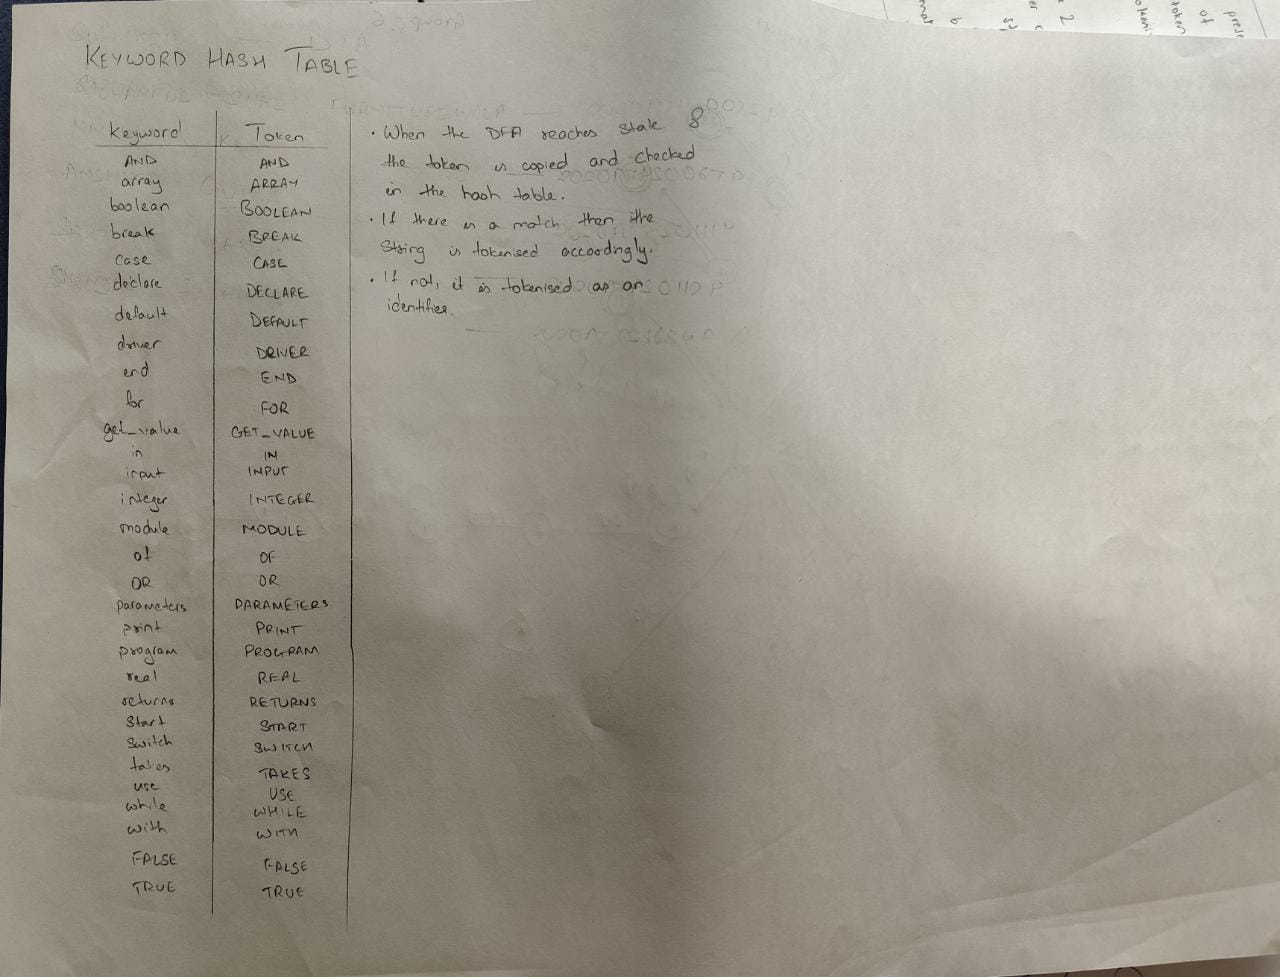 KEYWORD HASH TABLE
Keyword Token
AND AND
array ARRAY
boolean BOOLEAN
break BREAK
case CASE
declare DECLARE
default DEFAULT
driver DRIVER
end END
for FOR
get_value GET_VALUE
in IN
input INPUT
integer INTEGER
module MODULE
of OF
OR OR
parameters PARAMETERS
print PRINT
program PROGRAM
real REAL
returns RETURNS
start START
switch SWITCH
takes TAKES
use USE
while WHILE
with WITH
FALSE FALSE
TRUE TRUE
• When the DFA reaches state 8
the token is copied and checked
in the hash table.
• If there is a match then the
string is tokenised accordingly.
• If not, it is tokenised as an
identifier.
of
token
2
6